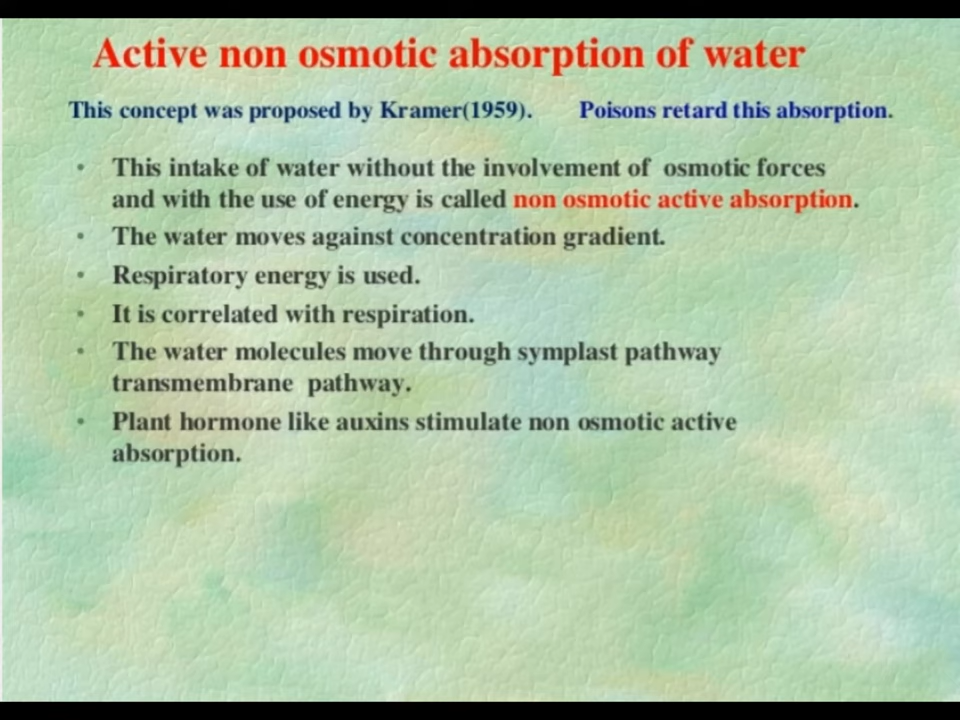 Active non osmotic absorption of water
This concept was proposed by Kramer(1959). Poisons retard this absorption.
• This intake of water without the involvement of osmotic forces
and with the use of energy is called non osmotic active absorption.
• The water moves against concentration gradient.
• Respiratory energy is used.
• It is correlated with respiration.
• The water molecules move through symplast pathway
transmembrane pathway.
• Plant hormone like auxins stimulate non osmotic active
absorption.